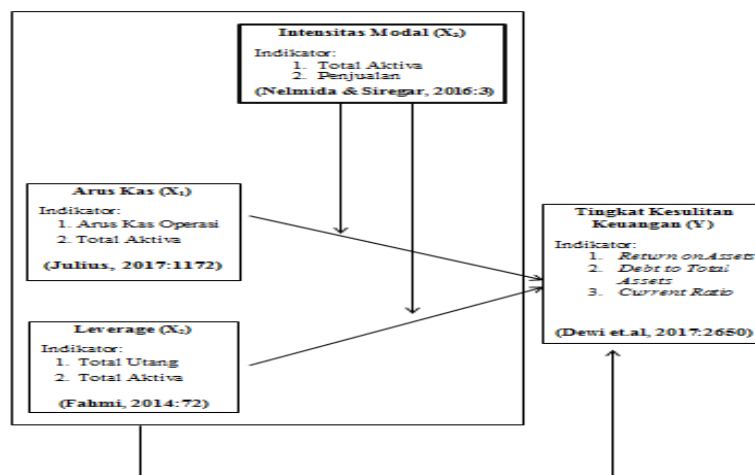 Intensitas Modal (X₃)
Indikator:
1. Total Aktiva
2. Penjualan
(Nelmida & Siregar, 2016:3)
Arus Kas (X₁)
Indikator:
1. Arus Kas Operasi
2. Total Aktiva
(Julius, 2017:1172)
Leverage (X₂)
Indikator:
1. Total Utang
2. Total Aktiva
(Fahmi, 2014:72)
Tingkat Kesulitan
Keuangan (Y)
Indikator:
1. Return on Assets
2. Debt to Total
Assets
3. Current Ratio
(Dewi et.al, 2017:2650)